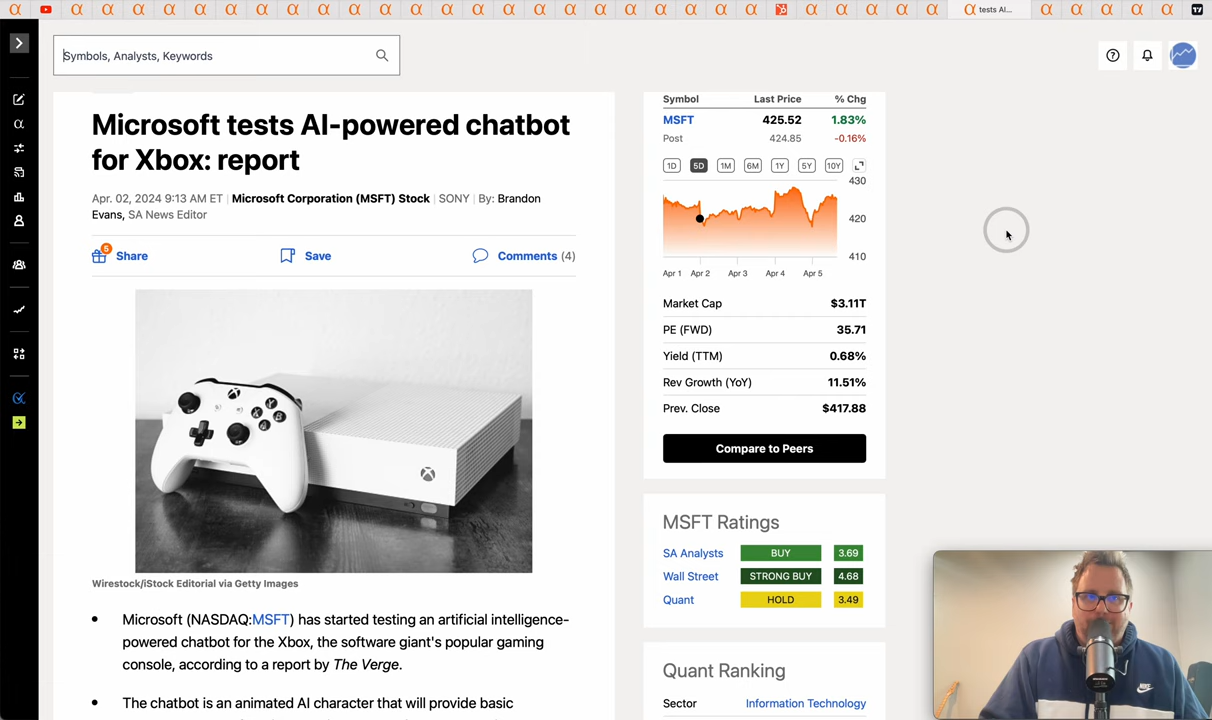 tests AI...
Symbols, Analysts, Keywords
Microsoft tests AI-powered chatbot
for Xbox: report
Apr. 02, 2024 9:13 AM ET | Microsoft Corporation (MSFT) Stock | SONY | By: Brandon
Evans, SA News Editor
5
Share
Save
Comments (4)
Wirestock/iStock Editorial via Getty Images
• Microsoft (NASDAQ:MSFT) has started testing an artificial intelligence-
powered chatbot for the Xbox, the software giant's popular gaming
console, according to a report by The Verge.
• The chatbot is an animated AI character that will provide basic
Symbol Last Price % Chg
MSFT 425.52 1.83%
Post 424.85 -0.16%
1D 5D 1M 6M 1Y 5Y 10Y
430
420
410
Apr 1 Apr 2 Apr 3 Apr 4 Apr 5
Market Cap $3.11T
PE (FWD) 35.71
Yield (TTM) 0.68%
Rev Growth (YoY) 11.51%
Prev. Close $417.88
Compare to Peers
MSFT Ratings
SA Analysts BUY 3.69
Wall Street STRONG BUY 4.68
Quant HOLD 3.49
Quant Ranking
Sector Information Technology